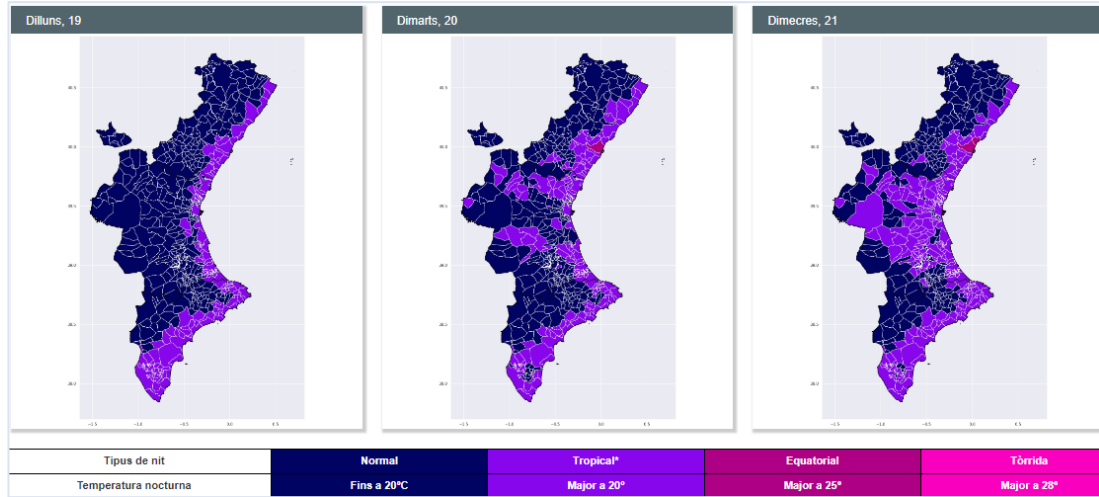 Dilluns, 19
Dimarts, 20
Dimecres, 21
Tipus de nit Normal Tropical* Equatorial Tòrrida
Temperatura nocturna Fins a 20ºC Major a 20º Major a 25º Major a 28º